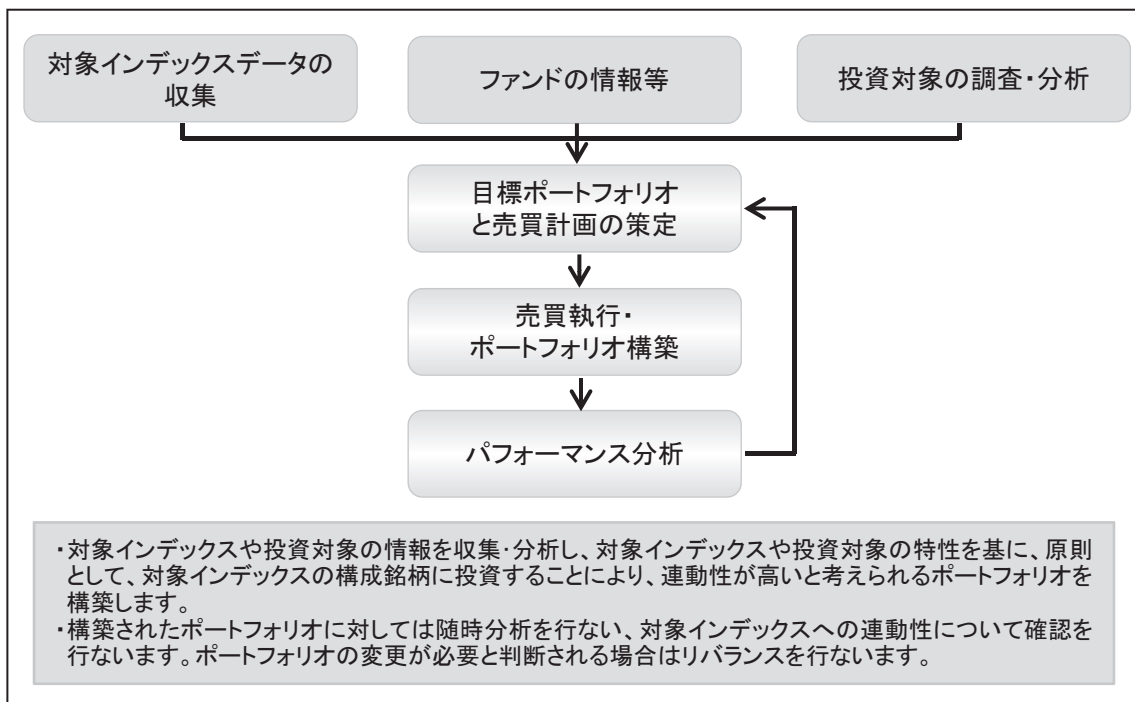 対象インデックスデータの
収集
ファンドの情報等
投資対象の調査・分析
目標ポートフォリオ
と売買計画の策定
売買執行・
ポートフォリオ構築
パフォーマンス分析
・対象インデックスや投資対象の情報を収集・分析し、対象インデックスや投資対象の特性を基に、原則
として、対象インデックスの構成銘柄に投資することにより、連動性が高いと考えられるポートフォリオを
構築します。
・構築されたポートフォリオに対しては随時分析を行ない、対象インデックスへの連動性について確認を
行ないます。ポートフォリオの変更が必要と判断される場合はリバランスを行ないます。